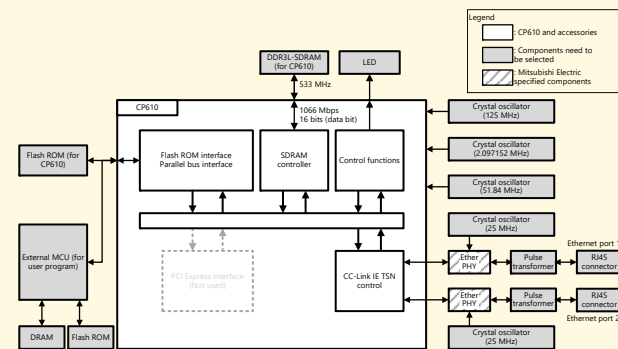 Legend
: CP610 and accessories
: Components need to
be selected
: Mitsubishi Electric
specified components
DDR3L-SDRAM
(for CP610)
LED
533 MHz
CP610
1066 Mbps
16 bits (data bit)
Crystal oscillator
(125 MHz)
Flash ROM (for
CP610)
Flash ROM interface
Parallel bus interface
SDRAM
controller
Control functions
Crystal oscillator
(2.097152 MHz)
Crystal oscillator
(51.84 MHz)
Crystal oscillator
(25 MHz)
External MCU (for
user program)
PCI Express interface
(Not used)
CC-Link IE TSN
control
Ethernet port 1
Ether
PHY
Pulse
transformer
RJ45
connector
Ether
PHY
Pulse
transformer
RJ45
connector
Ethernet port 2
DRAM
Flash ROM
Crystal oscillator
(25 MHz)